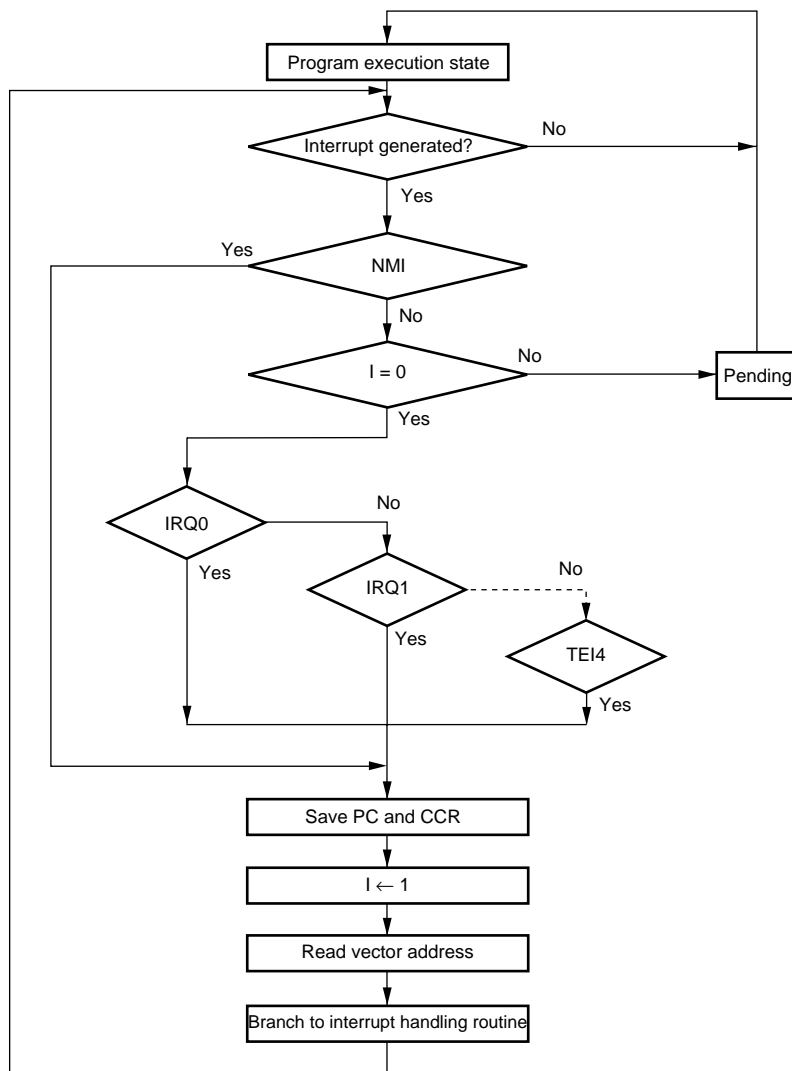 Program execution state
Interrupt generated?
No
Yes
Yes
NMI
No
I = 0
No
Pending
Yes
IRQ0
No
Yes
IRQ1
No
Yes
TEI4
Yes
Save PC and CCR
I ← 1
Read vector address
Branch to interrupt handling routine